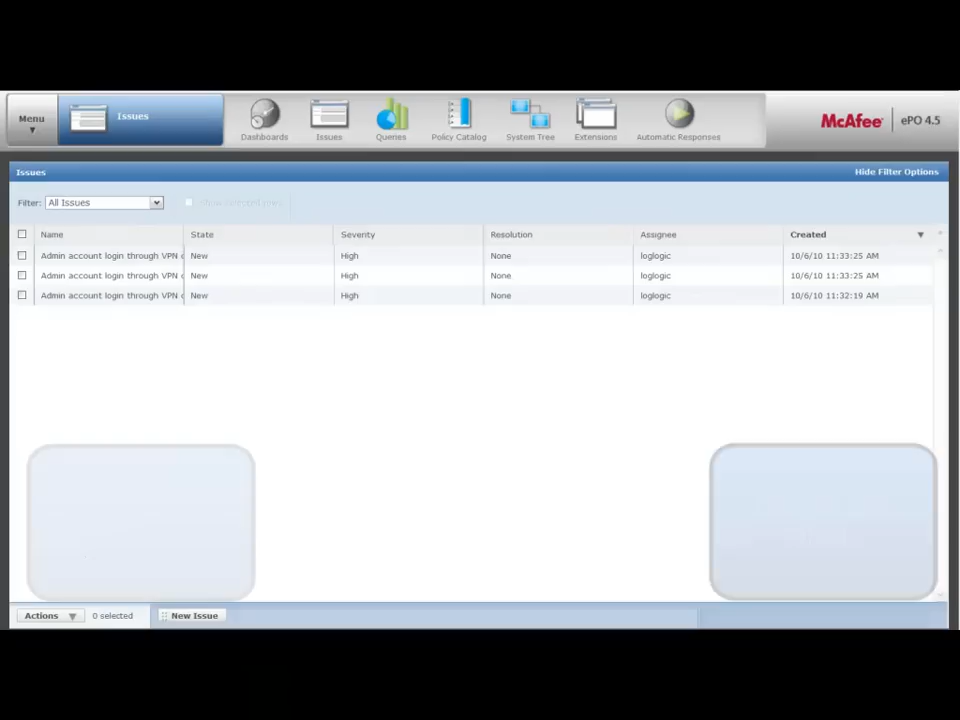 Menu
Issues
Dashboards
Issues
Queries
Policy Catalog
System Tree
Extensions
Automatic Responses
McAfee
ePO 4.5
Issues
Hide Filter Options
Filter: All Issues
Name State Severity Resolution Assignee Created
Admin account login through VPN New High None loglogic 10/6/10 11:33:25 AM
Admin account login through VPN New High None loglogic 10/6/10 11:33:25 AM
Admin account login through VPN New High None loglogic 10/6/10 11:32:19 AM
Actions 0 selected New Issue